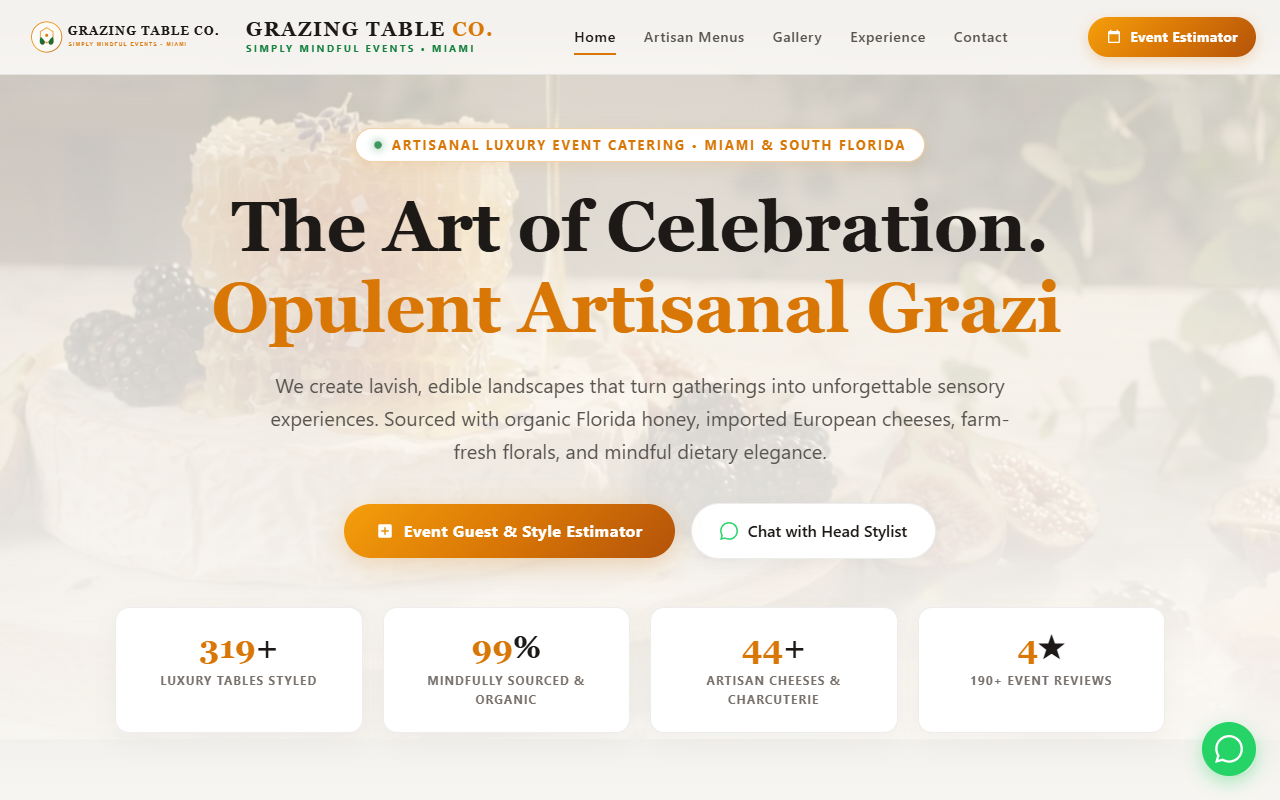 GRAZING TABLE CO.
SIMPLY MINDFUL EVENTS • MIAMI
GRAZING TABLE CO.
SIMPLY MINDFUL EVENTS • MIAMI
Home
Artisan Menus
Gallery
Experience
Contact
Event Estimator
ARTISANAL LUXURY EVENT CATERING • MIAMI & SOUTH FLORIDA
The Art of Celebration.
Opulent Artisanal Grazi
We create lavish, edible landscapes that turn gatherings into unforgettable sensory
experiences. Sourced with organic Florida honey, imported European cheeses, farm-
fresh florals, and mindful dietary elegance.
Event Guest & Style Estimator
Chat with Head Stylist
319+
LUXURY TABLES STYLED
99%
MINDFULLY SOURCED &
ORGANIC
44+
ARTISAN CHEESES &
CHARCUTERIE
4★
190+ EVENT REVIEWS